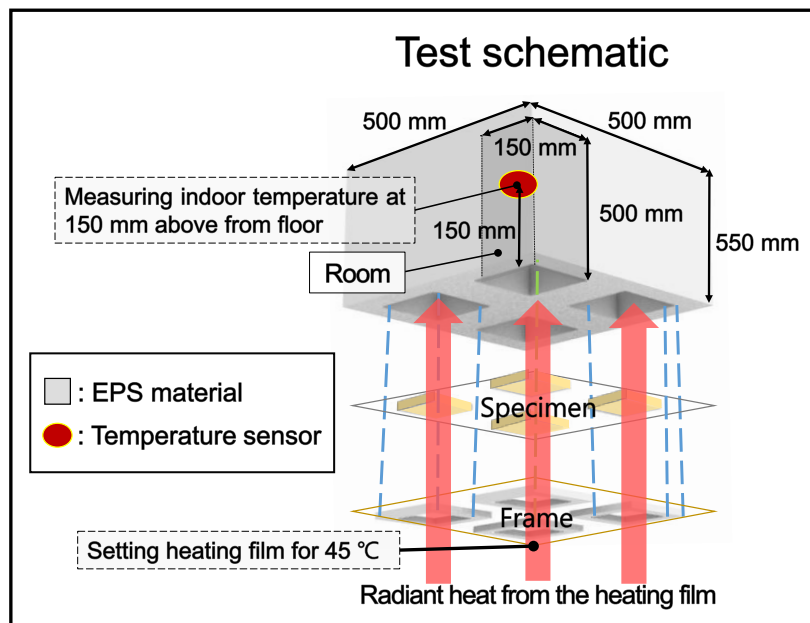 Test schematic
500 mm
500 mm
150 mm
Measuring indoor temperature at
150 mm above from floor
150 mm
500 mm
550 mm
Room
: EPS material
: Temperature sensor
Specimen
Frame
Setting heating film for 45 ℃
Radiant heat from the heating film